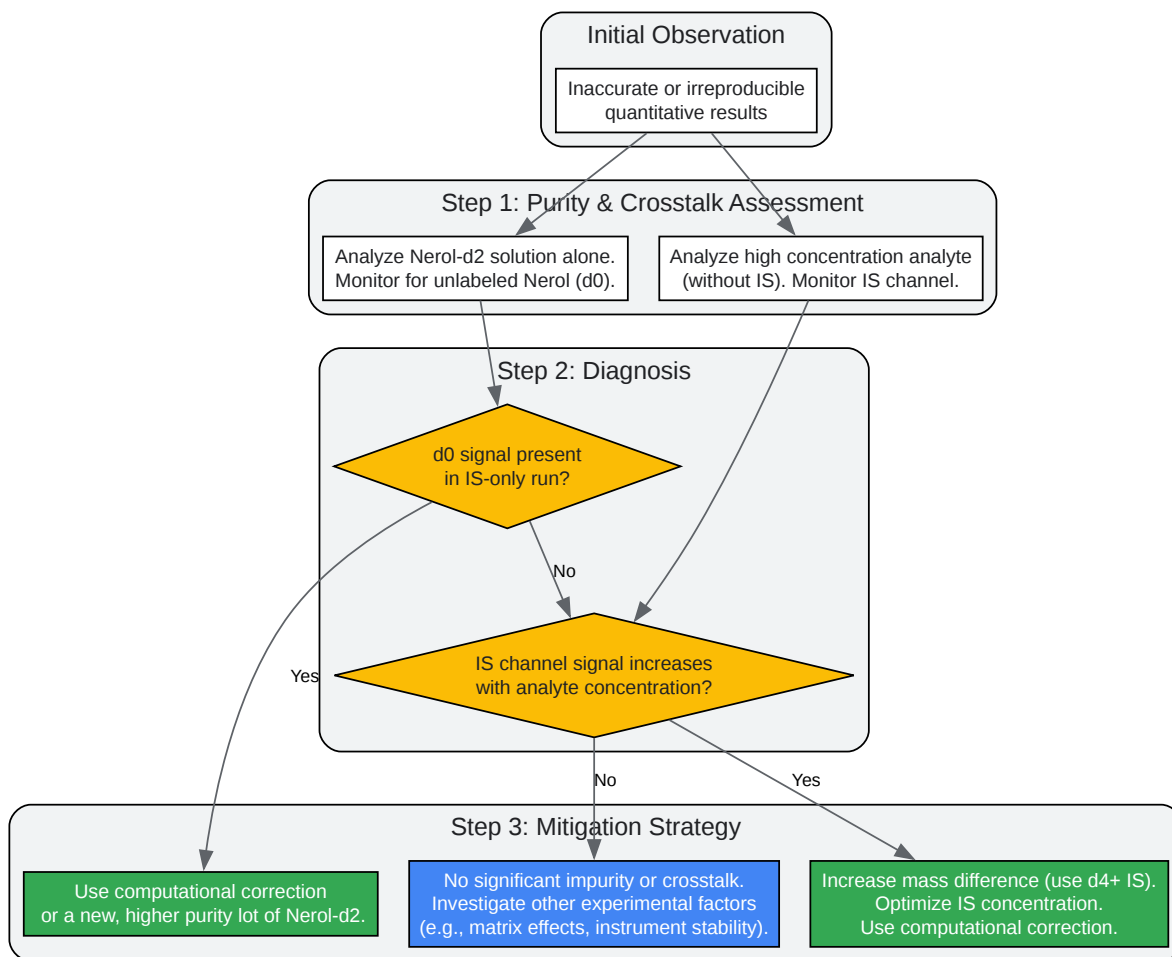 Initial Observation
Inaccurate or irreproducible
quantitative results
Step 1: Purity & Crosstalk Assessment
Analyze Nerol-d2 solution alone.
Monitor for unlabeled Nerol (d0).
Analyze high concentration analyte
(without IS). Monitor IS channel.
Step 2: Diagnosis
d0 signal present
in IS-only run?
No
IS channel signal increases
with analyte concentration?
Yes
No
Yes
Step 3: Mitigation Strategy
Use computational correction
or a new, higher purity lot of Nerol-d2.
No significant impurity or crosstalk.
Investigate other experimental factors
(e.g., matrix effects, instrument stability).
Increase mass difference (use d4+ IS).
Optimize IS concentration.
Use computational correction.